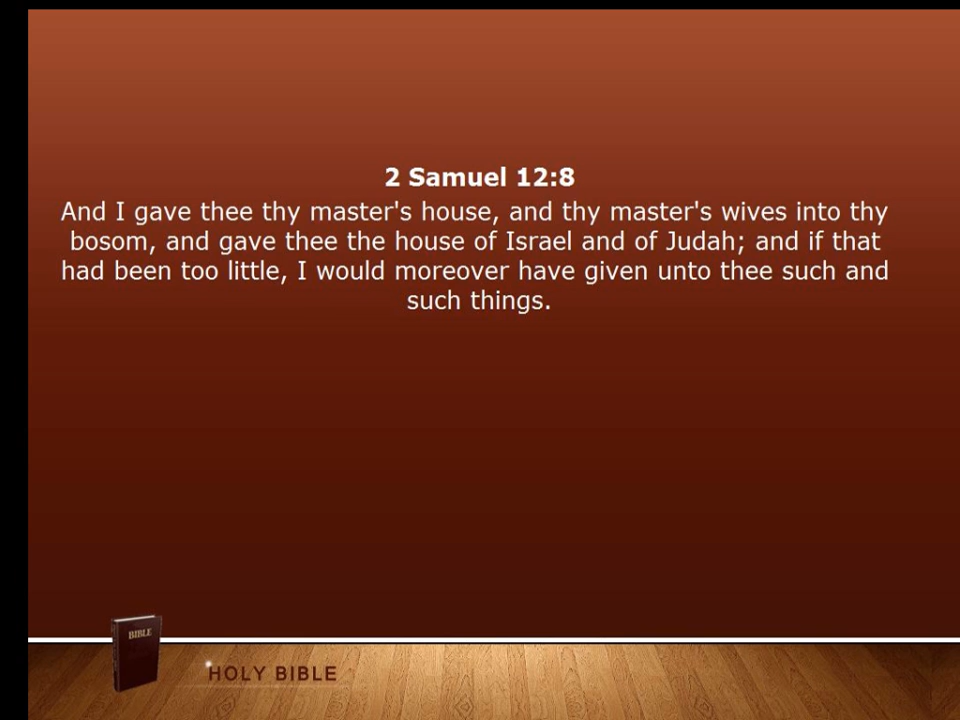 2 Samuel 12:8
And I gave thee thy master's house, and thy master's wives into thy
bosom, and gave thee the house of Israel and of Judah; and if that
had been too little, I would moreover have given unto thee such and
such things.
BIBLE
HOLY BIBLE